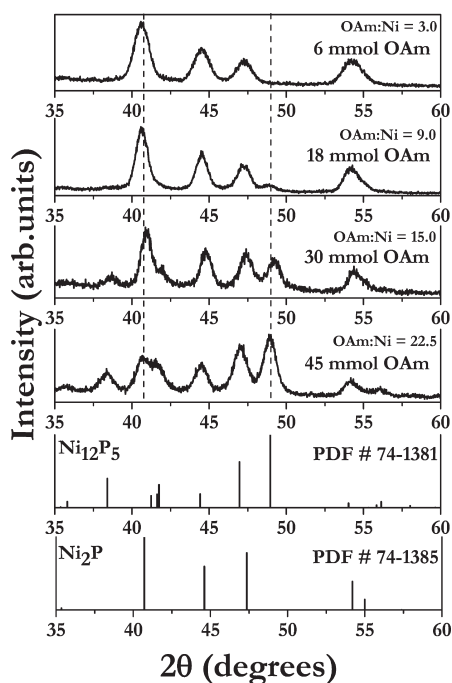 OAm:Ni = 3.0
6 mmol OAm
35 40 45 50 55 60
OAm:Ni = 9.0
18 mmol OAm
35 40 45 50 55 60
OAm:Ni = 15.0
30 mmol OAm
35 40 45 50 55 60
OAm:Ni = 22.5
45 mmol OAm
35 40 45 50 55 60
Ni₁₂P₅ PDF # 74-1381
35 40 45 50 55 60
Ni₂P PDF # 74-1385
35 40 45 50 55 60
2θ (degrees)
Intensity (arb.units)